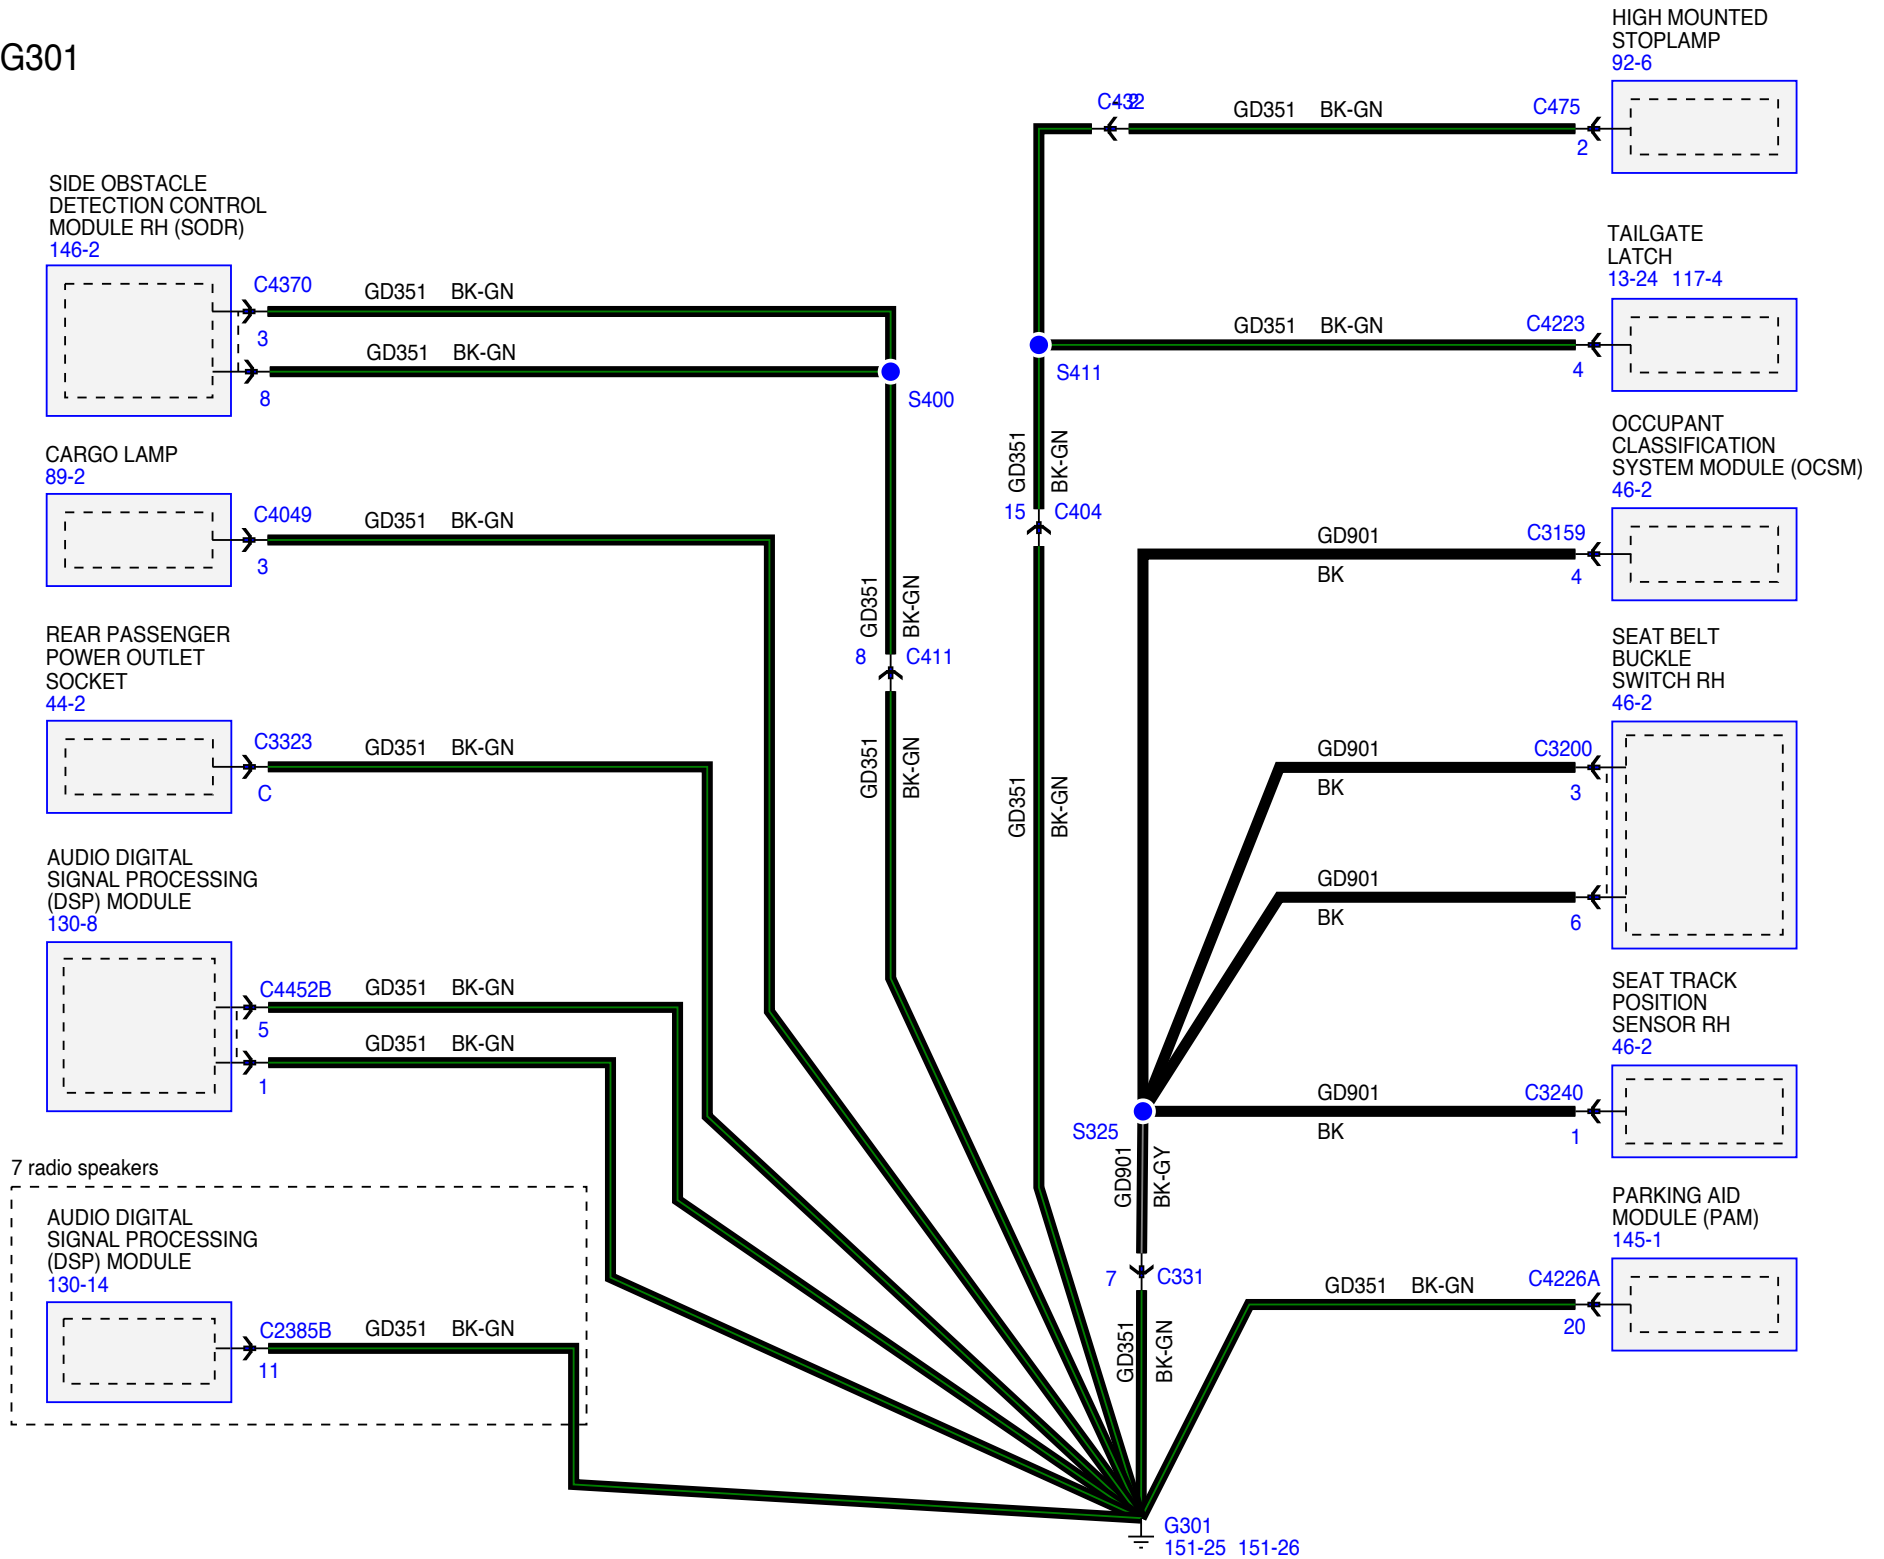 G301
HIGH MOUNTED
STOPLAMP
92-6
GD351 BK-GN
C475
2
SIDE OBSTACLE
DETECTION CONTROL
MODULE RH (SODR)
146-2
C4370
GD351 BK-GN
3
GD351 BK-GN
8
S400
TAILGATE
LATCH
13-24 117-4
GD351 BK-GN
C4223
4
S411
GD351
BK-GN
15
C404
CARGO LAMP
89-2
C4049
GD351 BK-GN
3
GD351
BK-GN
8
C411
GD351
BK-GN
GD351
BK-GN
OCCUPANT
CLASSIFICATION
SYSTEM MODULE (OCSM)
46-2
GD901
BK
C3159
4
REAR PASSENGER
POWER OUTLET
SOCKET
44-2
C3323
GD351 BK-GN
C
SEAT BELT
BUCKLE
SWITCH RH
46-2
GD901
BK
C3200
3
GD901
BK
6
AUDIO DIGITAL
SIGNAL PROCESSING
(DSP) MODULE
130-8
C4452B
GD351 BK-GN
5
GD351 BK-GN
1
SEAT TRACK
POSITION
SENSOR RH
46-2
GD901
BK
C3240
1
S325
GD901
BK-GY
7
C331
GD351
BK-GN
7 radio speakers
AUDIO DIGITAL
SIGNAL PROCESSING
(DSP) MODULE
130-14
C2385B
GD351 BK-GN
11
PARKING AID
MODULE (PAM)
145-1
GD351 BK-GN
C4226A
20
G301
151-25 151-26